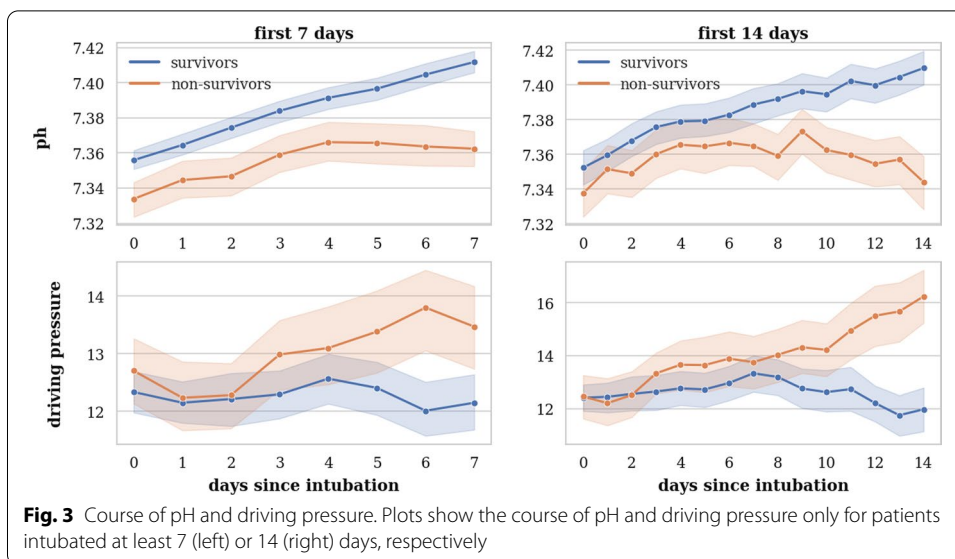 first 7 days
first 14 days
ph
7.42
7.40
7.38
7.36
7.34
7.32
survivors
non-survivors
0 1 2 3 4 5 6 7
7.42
7.40
7.38
7.36
7.34
7.32
survivors
non-survivors
0 2 4 6 8 10 12 14
driving pressure
14
13
12
0 1 2 3 4 5 6 7
days since intubation
16
14
12
0 2 4 6 8 10 12 14
days since intubation
Fig. 3 Course of pH and driving pressure. Plots show the course of pH and driving pressure only for patients
intubated at least 7 (left) or 14 (right) days, respectively